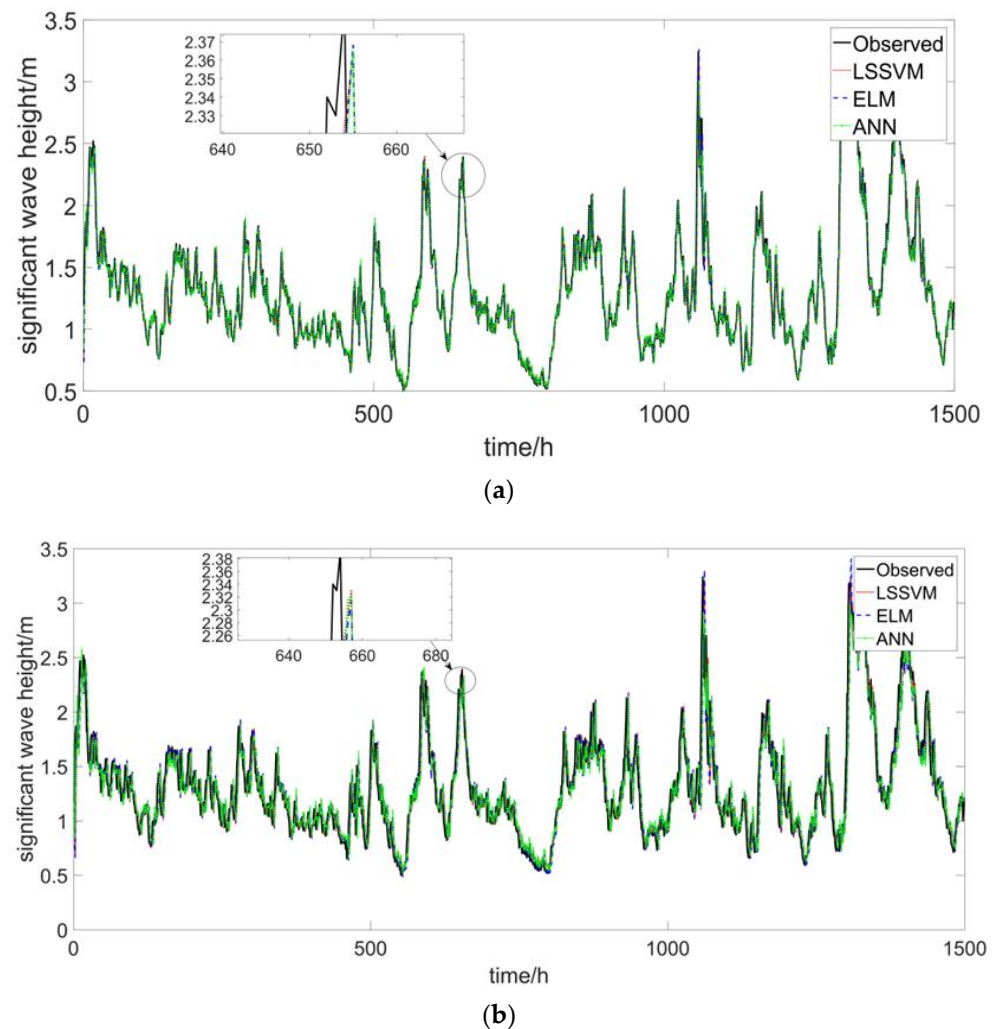 3.5
3
2.5
2
1.5
1
0.5
significant wave height/m
2.37
2.36
2.35
2.34
2.33
640
650
660
Observed
LSSVM
ELM
ANN
0
500
1000
1500
time/h
(a)
3.5
3
2.5
2
1.5
1
0.5
0
significant wave height/m
2.38
2.36
2.34
2.32
2.3
2.28
2.26
640
660
680
Observed
LSSVM
ELM
ANN
0
500
1000
1500
time/h
(b)